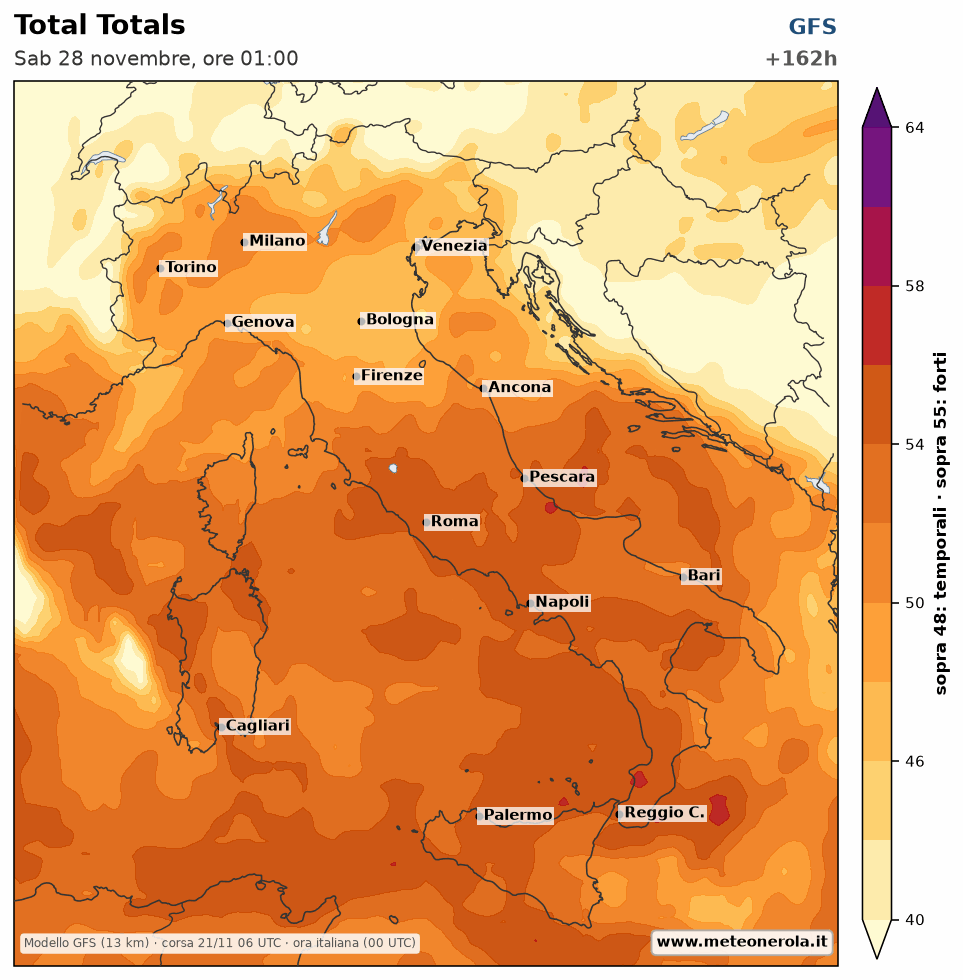 Total Totals
GFS
Sab 28 novembre, ore 01:00
+162h
64
58
54
50
46
40
sopra 48: temporali · sopra 55: forti
Milano
Venezia
Torino
Genova
Bologna
Firenze
Ancona
Pescara
Roma
Bari
Napoli
Cagliari
Palermo
Reggio C.
Modello GFS (13 km) · corsa 21/11 06 UTC · ora italiana (00 UTC)
www.meteonerola.it